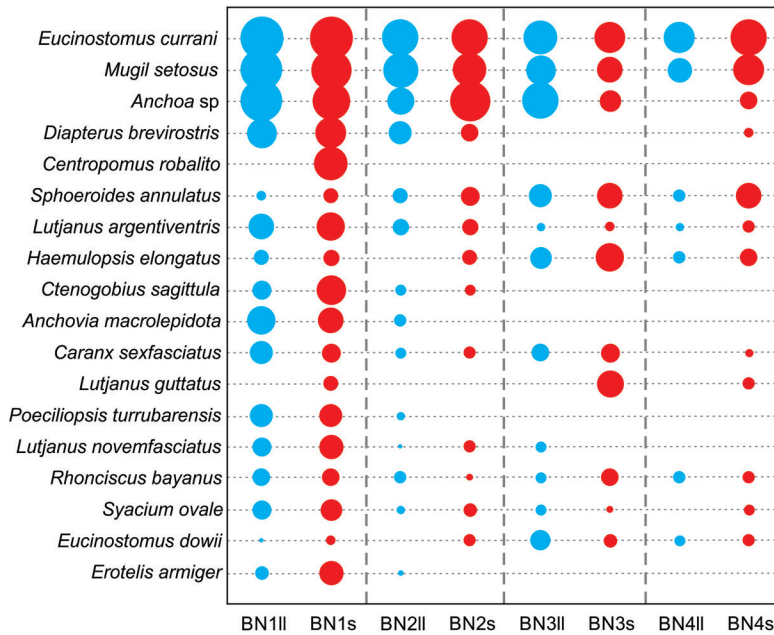 Eucinostomus currani
Mugil setosus
Anchoa sp
Diapterus brevirostris
Centropomus robalito
Sphoeroides annulatus
Lutjanus argentiventris
Haemulopsis elongatus
Ctenogobius sagittula
Anchovia macrolepidota
Caranx sexfasciatus
Lutjanus guttatus
Poeciliopsis turrubarensis
Lutjanus novemfasciatus
Rhonciscus bayanus
Syacium ovale
Eucinostomus dowii
Erotelis armiger
BN1ll BN1s BN2ll BN2s BN3ll BN3s BN4ll BN4s